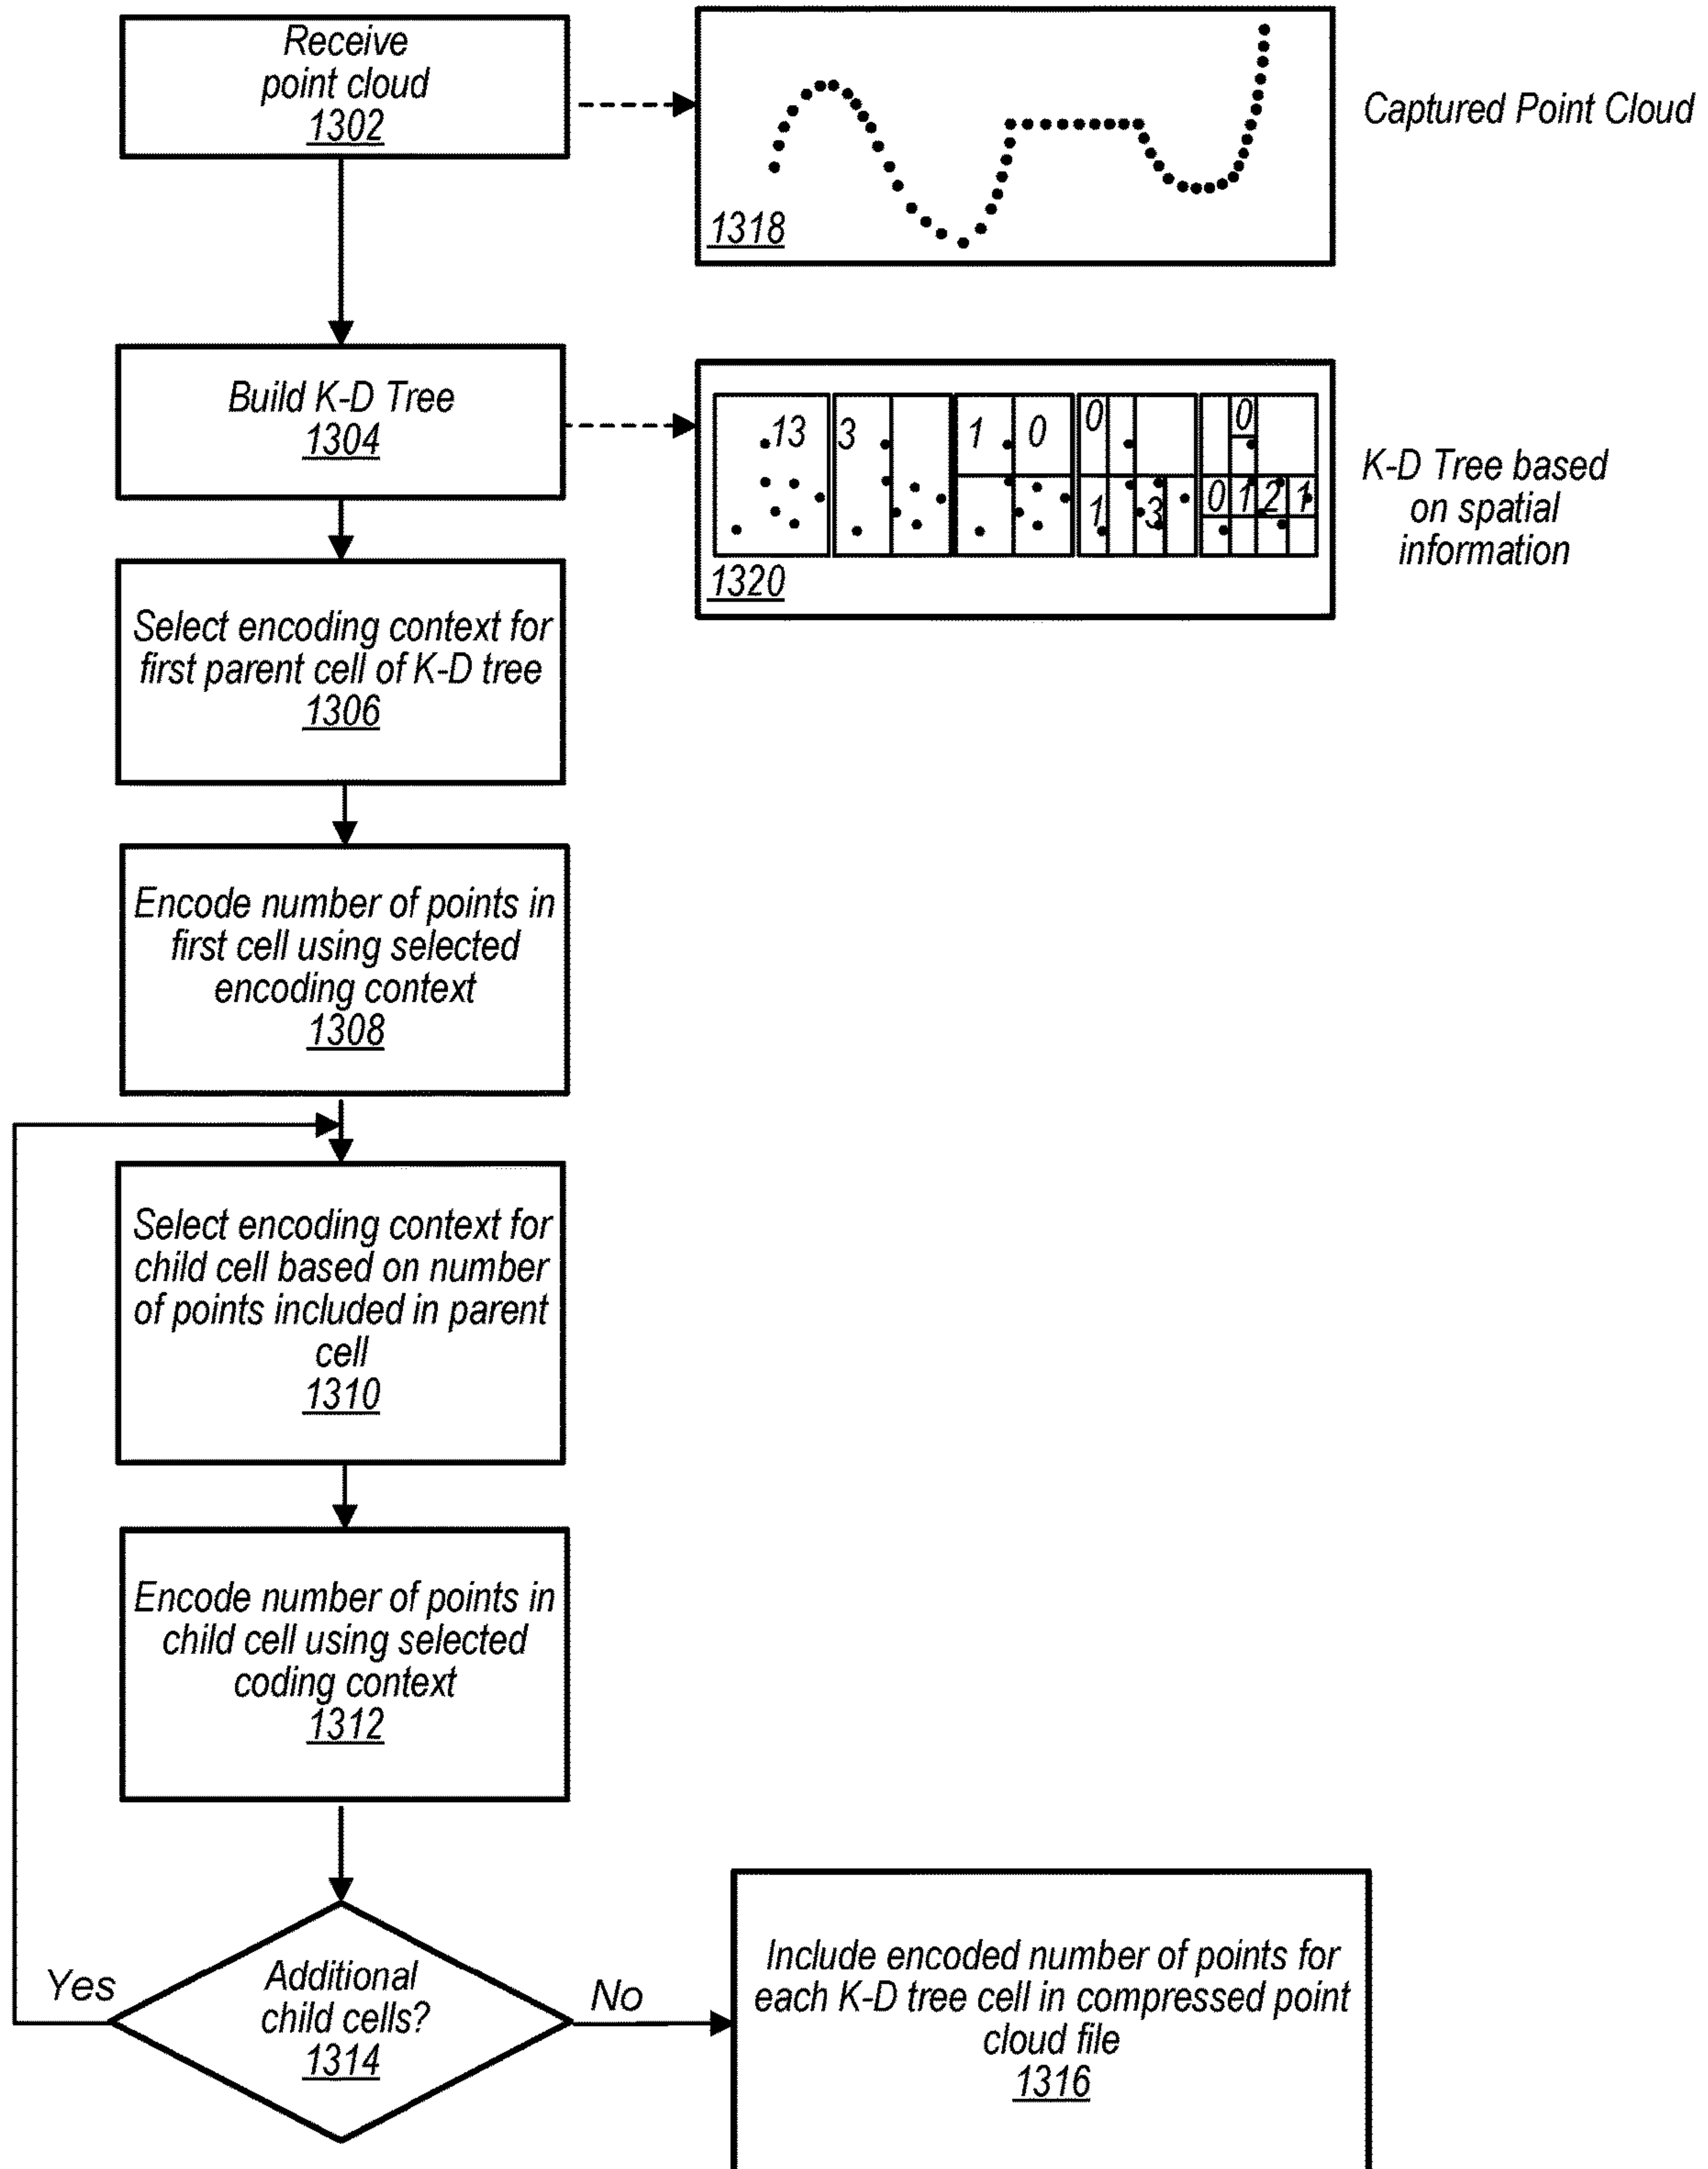 Receive
point cloud
1302
Captured Point Cloud
1318
Build K-D Tree
1304
13 3 1 0 0 0
1 3 0 1 2 1
1320
K-D Tree based
on spatial
information
Select encoding context for
first parent cell of K-D tree
1306
Encode number of points in
first cell using selected
encoding context
1308
Select encoding context for
child cell based on number
of points included in parent
cell
1310
Encode number of points in
child cell using selected
coding context
1312
Additional
child cells?
1314
Yes
No
Include encoded number of points for
each K-D tree cell in compressed point
cloud file
1316